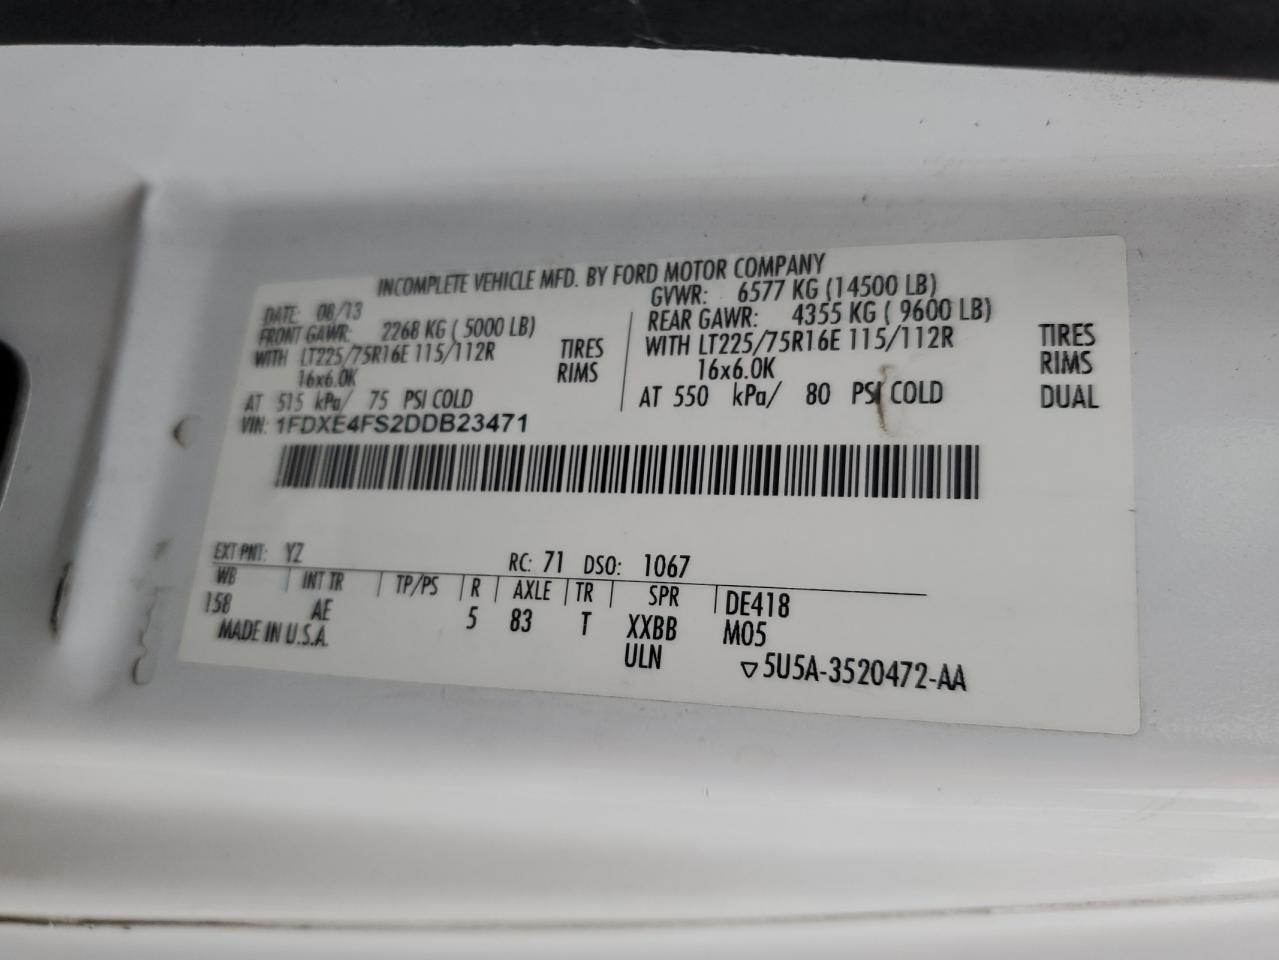 INCOMPLETE VEHICLE MFD. BY FORD MOTOR COMPANY
DATE: 08/13
GVWR: 6577 KG (14500 LB)
FRONT GAWR: 2268 KG ( 5000 LB)
REAR GAWR: 4355 KG ( 9600 LB)
WITH LT225/75R16E 115/112R TIRES
WITH LT225/75R16E 115/112R TIRES
16x6.0K RIMS
16x6.0K RIMS
AT 515 kPa/ 75 PSI COLD
AT 550 kPa/ 80 PSI COLD DUAL
VIN: 1FDXE4FS2DDB23471
EXT PNT: YZ RC: 71 DSO: 1067
WB INT TR TP/PS R AXLE TR SPR DE418
158 AE 5 83 T XXBB M05
MADE IN U.S.A. ULN ▽5U5A-3520472-AA